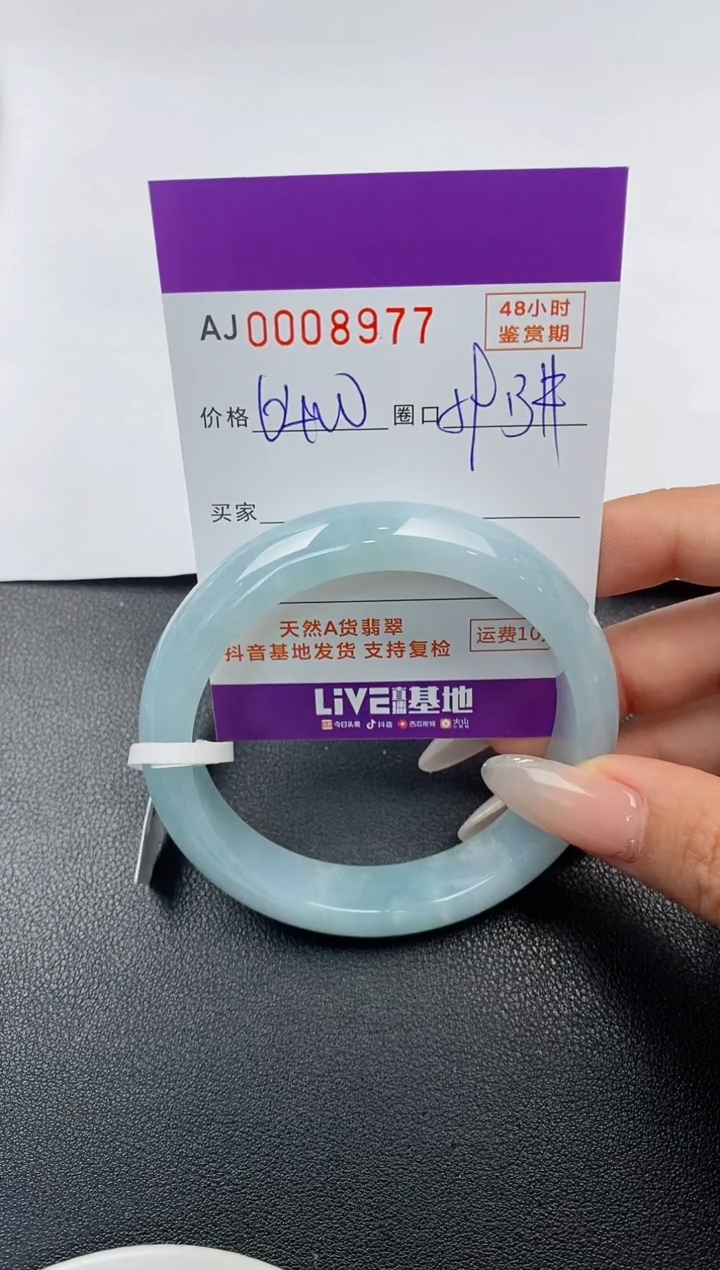 AJ 0008977
48小时
鉴赏期
价格
圈口
买家
天然A货翡翠
抖音基地发货 支持复检
运费10
LIVE直播基地
今日头条 抖音 西瓜视频 火山